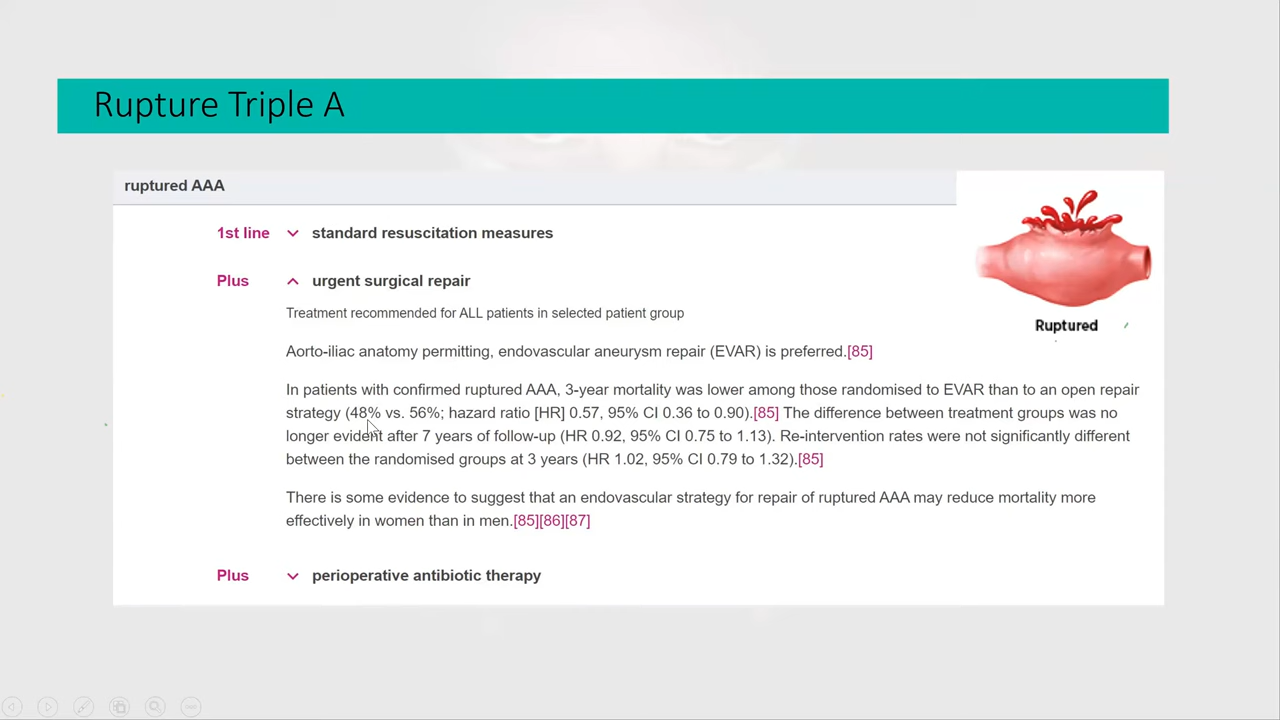 Rupture Triple A
ruptured AAA
1st line standard resuscitation measures
Plus urgent surgical repair
Treatment recommended for ALL patients in selected patient group
Aorto-iliac anatomy permitting, endovascular aneurysm repair (EVAR) is preferred.[85]
In patients with confirmed ruptured AAA, 3-year mortality was lower among those randomised to EVAR than to an open repair
strategy (48% vs. 56%; hazard ratio [HR] 0.57, 95% CI 0.36 to 0.90).[85] The difference between treatment groups was no
longer evident after 7 years of follow-up (HR 0.92, 95% CI 0.75 to 1.13). Re-intervention rates were not significantly different
between the randomised groups at 3 years (HR 1.02, 95% CI 0.79 to 1.32).[85]
There is some evidence to suggest that an endovascular strategy for repair of ruptured AAA may reduce mortality more
effectively in women than in men.[85][86][87]
Plus perioperative antibiotic therapy
Ruptured